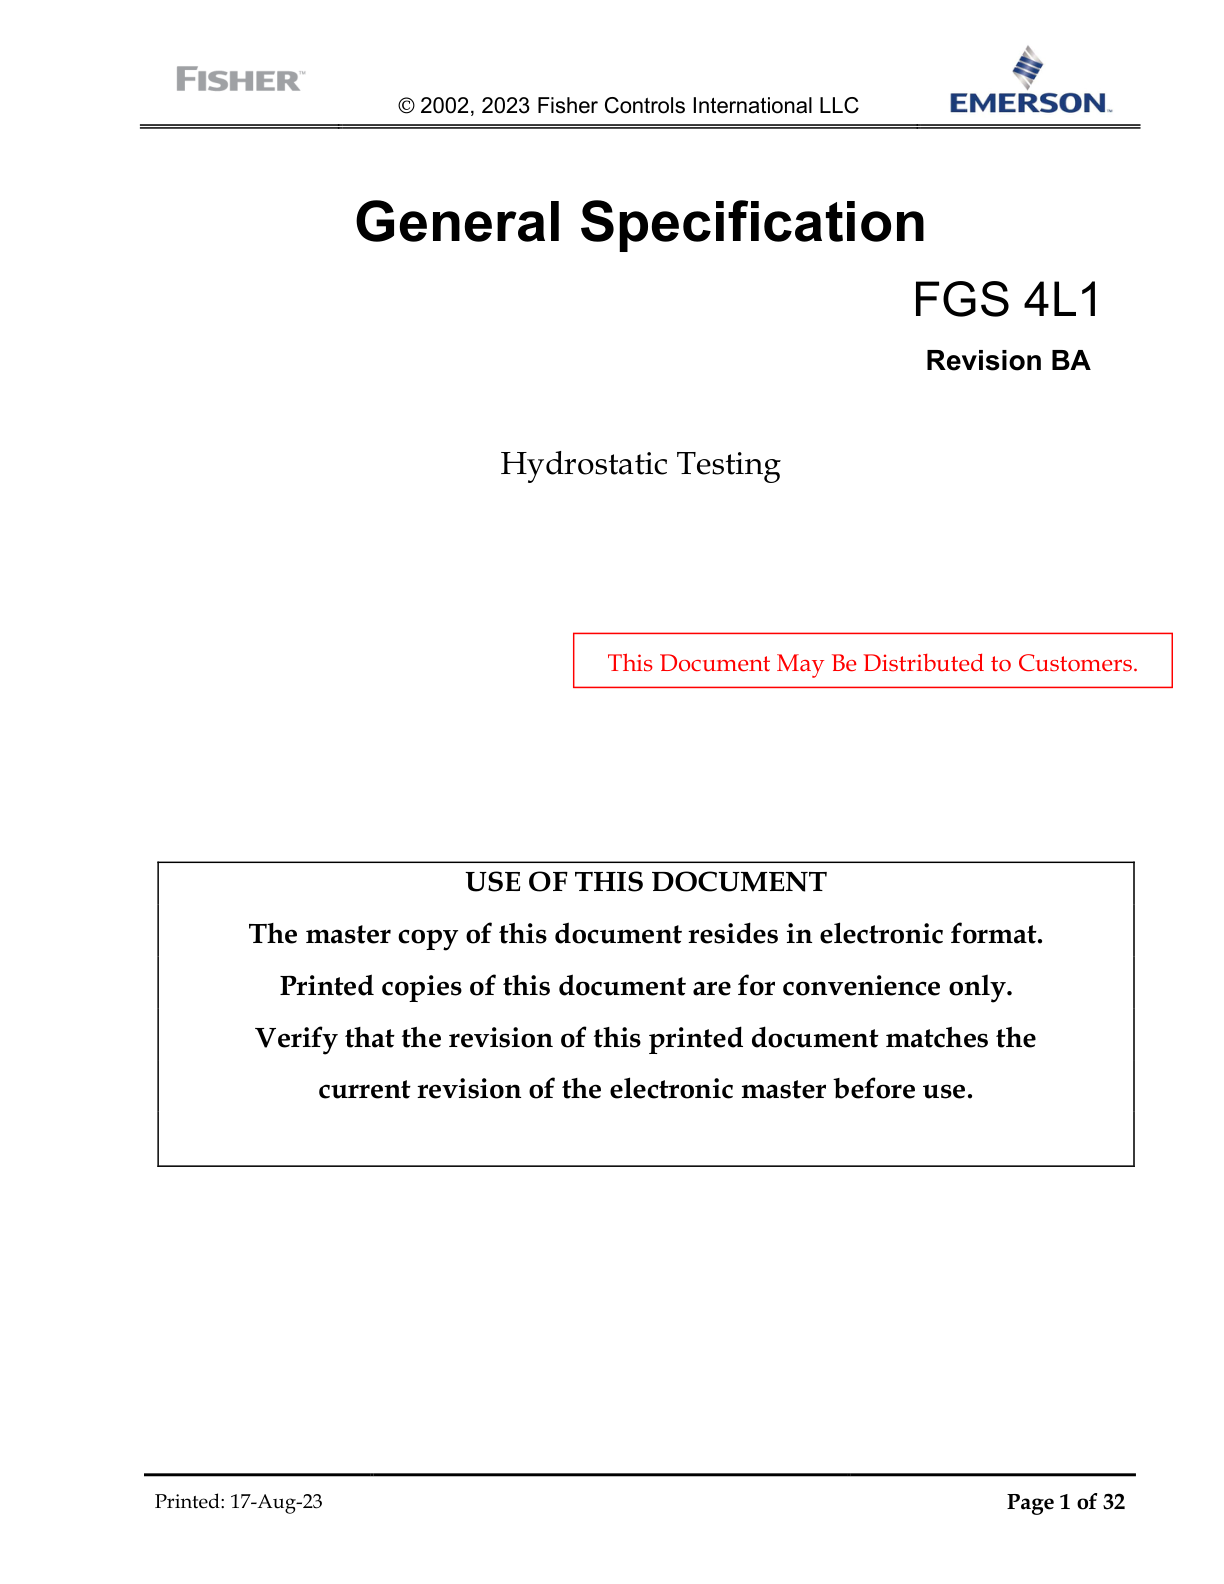 FISHER™
© 2002, 2023 Fisher Controls International LLC
EMERSON™
General Specification
FGS 4L1
Revision BA
Hydrostatic Testing
This Document May Be Distributed to Customers.
USE OF THIS DOCUMENT
The master copy of this document resides in electronic format.
Printed copies of this document are for convenience only.
Verify that the revision of this printed document matches the
current revision of the electronic master before use.
Printed: 17-Aug-23
Page 1 of 32